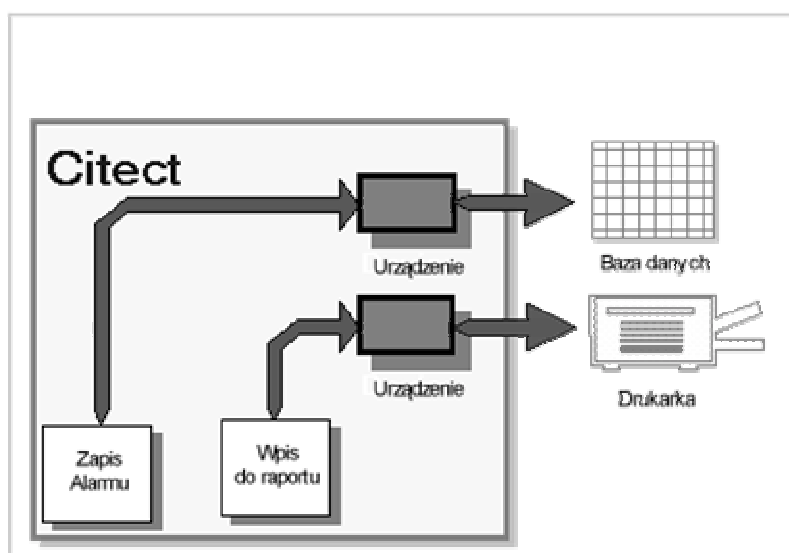 Citect
Urządzenie
Baza danych
Urządzenie
Drukarka
Zapis
Alarmu
Wpis
do raportu